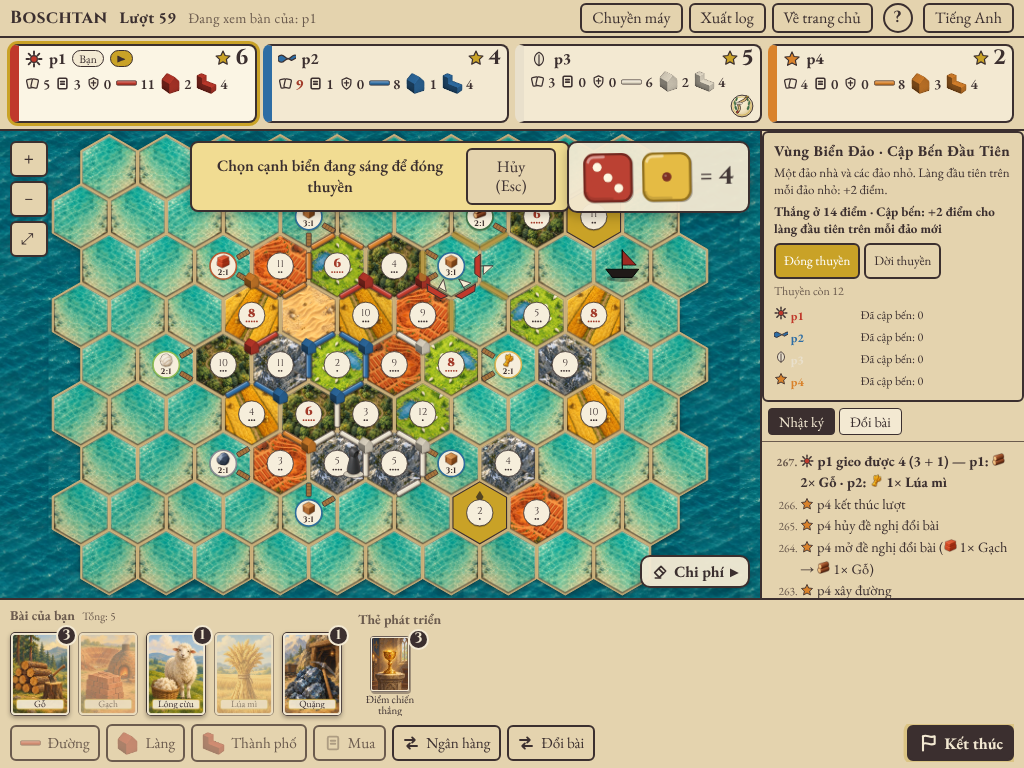 BOSCHTAN Lượt 59 Đang xem bàn của: p1
Chuyền máy Xuất log Về trang chủ ? Tiếng Anh
p1 Bạn 6
5 3 0 11 2 4
p2 4
9 1 0 8 1 4
p3 5
3 0 0 6 2 4
p4 2
4 0 0 8 3 4
+
−
Chọn cạnh biển đang sáng để đóng
thuyền
Hủy
(Esc)
= 4
3:1 2:1 6 11
2:1 11 6 4 3:1
8 10 9 5 8
2:1 10 11 2 9 8 2:1 9
4 6 3 12 10
2:1 3 5 5 3:1 4
3:1 2 3
Chi phí
Vùng Biển Đảo · Cập Bến Đầu Tiên
Một đảo nhà và các đảo nhỏ. Làng đầu tiên trên
mỗi đảo nhỏ: +2 điểm.
Thắng ở 14 điểm · Cập bến: +2 điểm cho
làng đầu tiên trên mỗi đảo mới
Đóng thuyền Dời thuyền
Thuyền còn 12
p1 Đã cập bến: 0
p2 Đã cập bến: 0
p3 Đã cập bến: 0
p4 Đã cập bến: 0
Nhật ký Đổi bài
267. p1 gieo được 4 (3 + 1) — p1:
2× Gỗ · p2: 1× Lúa mì
266. p4 kết thúc lượt
265. p4 hủy đề nghị đổi bài
264. p4 mở đề nghị đổi bài (1× Gạch
→ 1× Gỗ)
263. p4 xây đường
Bài của bạn Tổng: 5
Thẻ phát triển
3 1 1 3
Gỗ Gạch Lông cừu Lúa mì Quặng
Điểm chiến
thắng
Đường Làng Thành phố Mua Ngân hàng Đổi bài Kết thúc